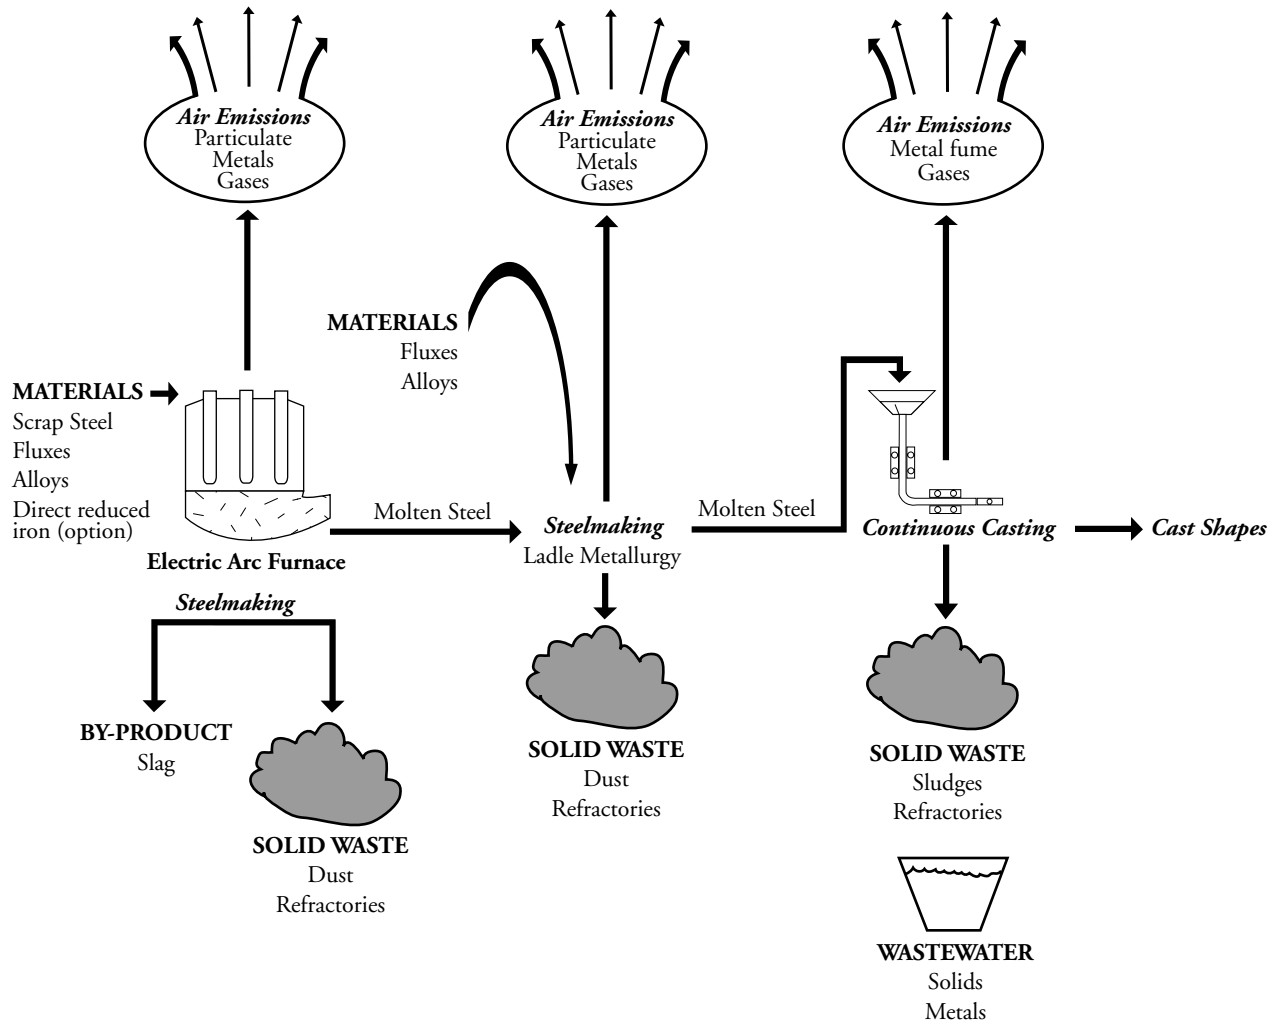 Air Emissions
Particulate
Metals
Gases
Air Emissions
Particulate
Metals
Gases
Air Emissions
Metal fume
Gases
MATERIALS
Fluxes
Alloys
MATERIALS
Scrap Steel
Fluxes
Alloys
Direct reduced
iron (option)
Electric Arc Furnace
Steelmaking
Molten Steel
Steelmaking
Ladle Metallurgy
Molten Steel
Continuous Casting
Cast Shapes
BY-PRODUCT
Slag
SOLID WASTE
Dust
Refractories
SOLID WASTE
Dust
Refractories
SOLID WASTE
Sludges
Refractories
WASTEWATER
Solids
Metals